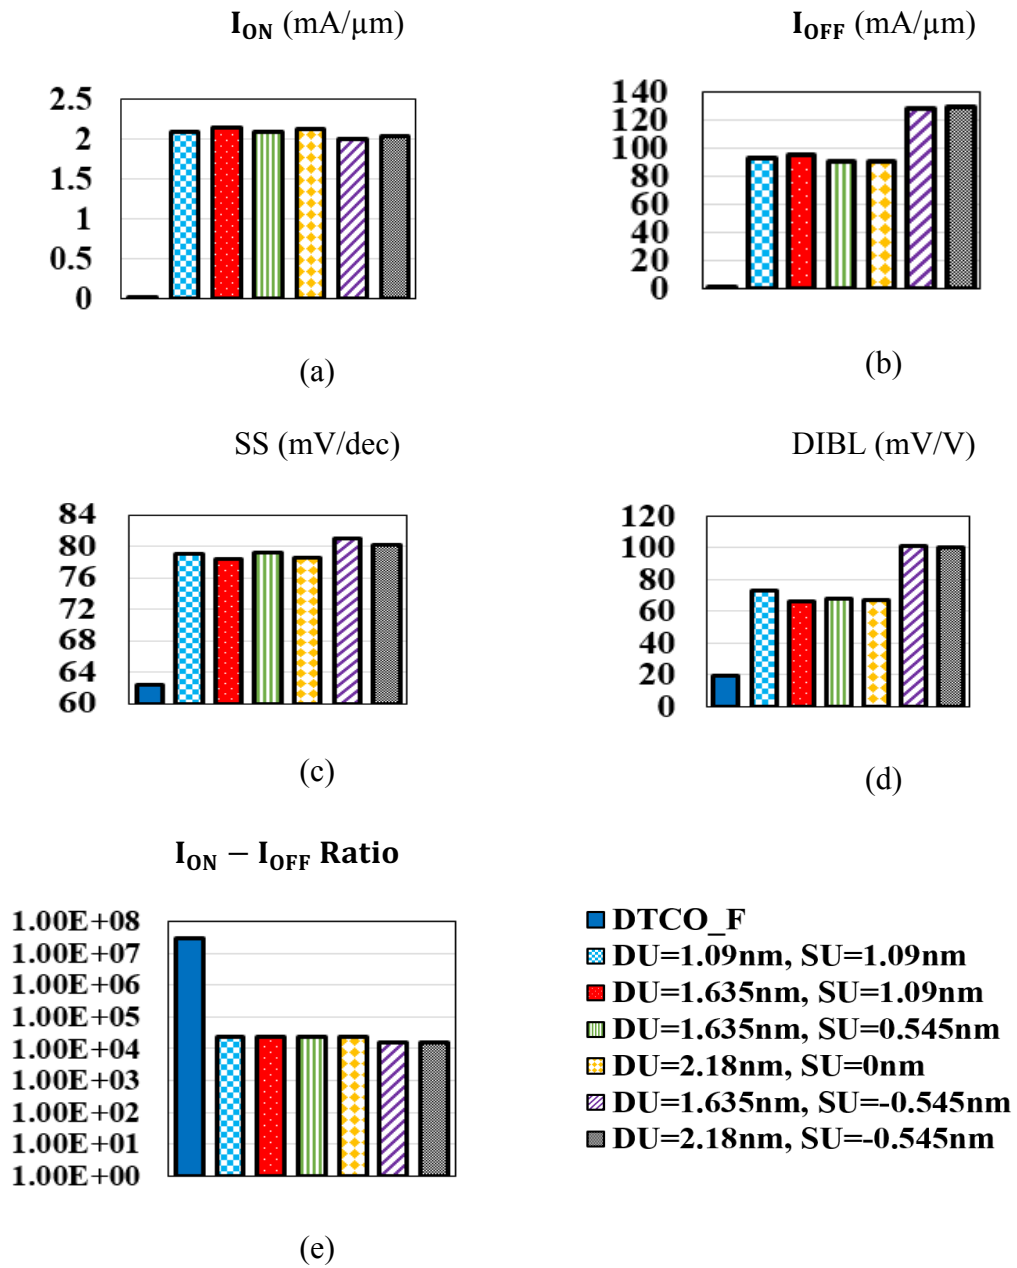 I_ON (mA/µm)
2.5
2
1.5
1
0.5
0
(a)
I_OFF (mA/µm)
140
120
100
80
60
40
20
0
(b)
SS (mV/dec)
84
80
76
72
68
64
60
(c)
DIBL (mV/V)
120
100
80
60
40
20
0
(d)
I_ON − I_OFF Ratio
1.00E+08
1.00E+07
1.00E+06
1.00E+05
1.00E+04
1.00E+03
1.00E+02
1.00E+01
1.00E+00
(e)
DTCO_F
DU=1.09nm, SU=1.09nm
DU=1.635nm, SU=1.09nm
DU=1.635nm, SU=0.545nm
DU=2.18nm, SU=0nm
DU=1.635nm, SU=-0.545nm
DU=2.18nm, SU=-0.545nm